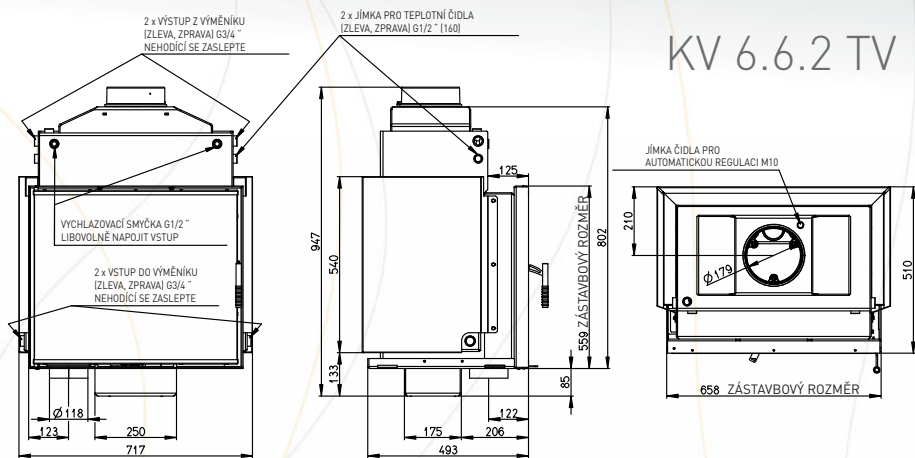 2 x VÝSTUP Z VÝMĚNÍKU
(ZLEVA, ZPRAVA) G3/4 "
NEHODÍCÍ SE ZASLEPTE
2 x JÍMKA PRO TEPLOTNÍ ČIDLA
(ZLEVA, ZPRAVA) G1/2 " (160)
KV 6.6.2 TV
VYCHLAZOVACÍ SMYČKA G1/2 "
LIBOVOLNĚ NAPOJIT VSTUP
2 x VSTUP DO VÝMĚNÍKU
(ZLEVA, ZPRAVA) G3/4 "
NEHODÍCÍ SE ZASLEPTE
Ø118
123
250
717
947
540
133
125
559 ZÁSTAVBOVÝ ROZMĚR
802
85
122
175
206
493
JÍMKA ČIDLA PRO
AUTOMATICKOU REGULACI M10
210
Ø179
510
658 ZÁSTAVBOVÝ ROZMĚR